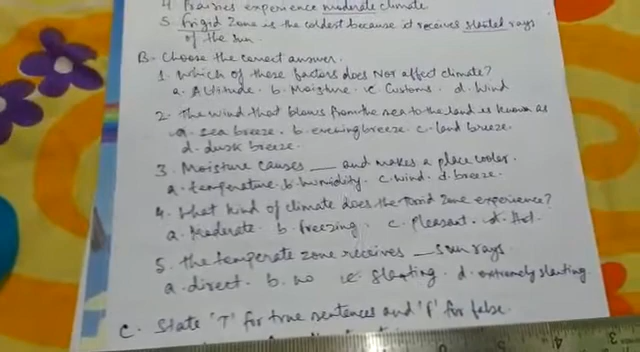 4 Prairies experience moderate climate
5. Frigid Zone is the coldest because it receives slanted rays
of the sun.
B- Choose the correct answer.
1. Which of these factors does NOT affect climate?
a. Altitude. b. Moisture. c. Customs. d. Wind
2. The wind that blows from the sea to the land is known as
a. sea breeze. b. evening breeze. c. land breeze.
d. dusk breeze.
3. Moisture causes __ and makes a place cooler.
a. temperature. b. humidity. c. wind. d. breeze.
4. What kind of climate does the Torrid Zone experience?
a. Moderate. b. freezing. c. Pleasant. d. Hot.
5. The temperate zone receives __ sun rays.
a. direct. b. no c. slanting. d. extremely slanting.
C. State 'T' for true sentences and 'F' for false.
3